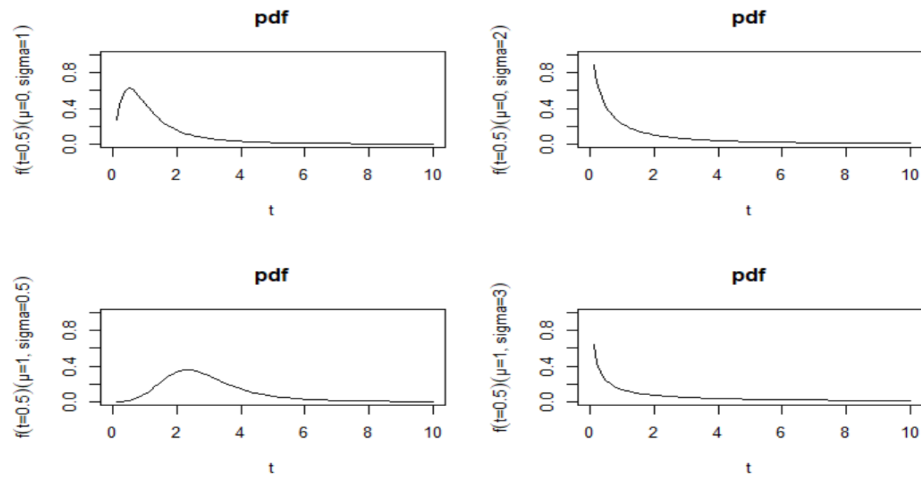 pdf
f(t=0.5)(µ=0, sigma=1)
0.0 0.4 0.8
0 2 4 6 8 10
t
pdf
f(t=0.5)(µ=0, sigma=2)
0.0 0.4 0.8
0 2 4 6 8 10
t
pdf
f(t=0.5)(µ=1, sigma=0.5)
0.0 0.4 0.8
0 2 4 6 8 10
t
pdf
f(t=0.5)(µ=1, sigma=3)
0.0 0.4 0.8
0 2 4 6 8 10
t